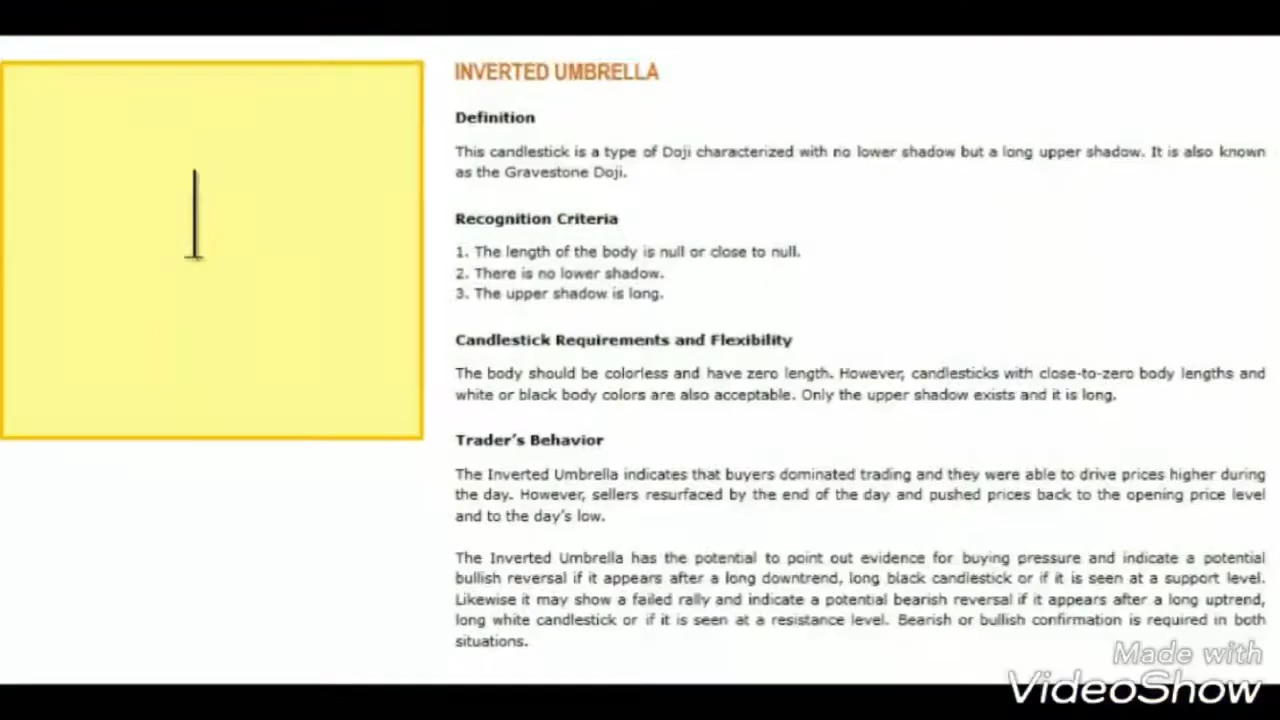 INVERTED UMBRELLA
Definition
This candlestick is a type of Doji characterized with no lower shadow but a long upper shadow. It is also known
as the Gravestone Doji.
Recognition Criteria
1. The length of the body is null or close to null.
2. There is no lower shadow.
3. The upper shadow is long.
Candlestick Requirements and Flexibility
The body should be colorless and have zero length. However, candlesticks with close-to-zero body lengths and
white or black body colors are also acceptable. Only the upper shadow exists and it is long.
Trader's Behavior
The Inverted Umbrella indicates that buyers dominated trading and they were able to drive prices higher during
the day. However, sellers resurfaced by the end of the day and pushed prices back to the opening price level
and to the day's low.
The Inverted Umbrella has the potential to point out evidence for buying pressure and indicate a potential
bullish reversal if it appears after a long downtrend, long black candlestick or if it is seen at a support level.
Likewise it may show a failed rally and indicate a potential bearish reversal if it appears after a long uptrend,
long white candlestick or if it is seen at a resistance level. Bearish or bullish confirmation is required in both
situations.
Made with
VideoShow